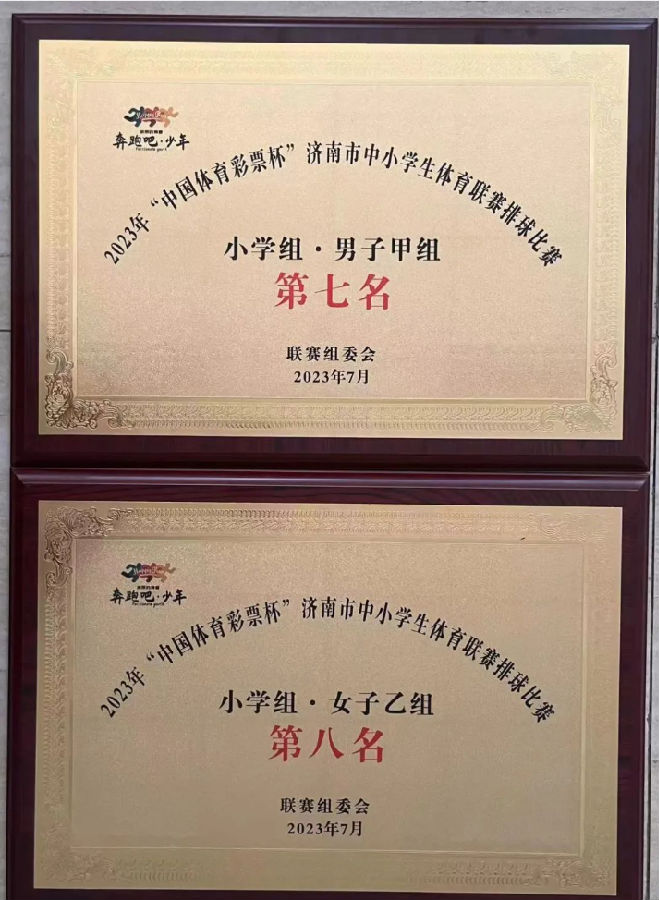 奔跑吧·少年
2023年“中国体育彩票杯”济南市中小学生体育联赛排球比赛
小学组·男子甲组
第七名
联赛组委会
2023年7月
奔跑吧·少年
2023年“中国体育彩票杯”济南市中小学生体育联赛排球比赛
小学组·女子乙组
第八名
联赛组委会
2023年7月